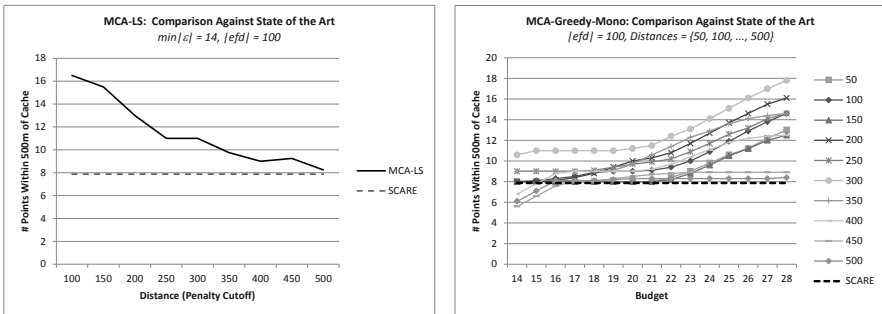 MCA-LS: Comparison Against State of the Art
min|ε| = 14, |efd| = 100
# Points Within 500m of Cache
18
16
14
12
10
8
6
4
2
0
100 150 200 250 300 350 400 450 500
Distance (Penalty Cutoff)
MCA-LS
SCARE
MCA-Greedy-Mono: Comparison Against State of the Art
|efd| = 100, Distances = {50, 100, ..., 500}
# Points Within 500m of Cache
20
18
16
14
12
10
8
6
4
2
0
14 15 16 17 18 19 20 21 22 23 24 25 26 27 28
Budget
50
100
150
200
250
300
350
400
450
500
SCARE